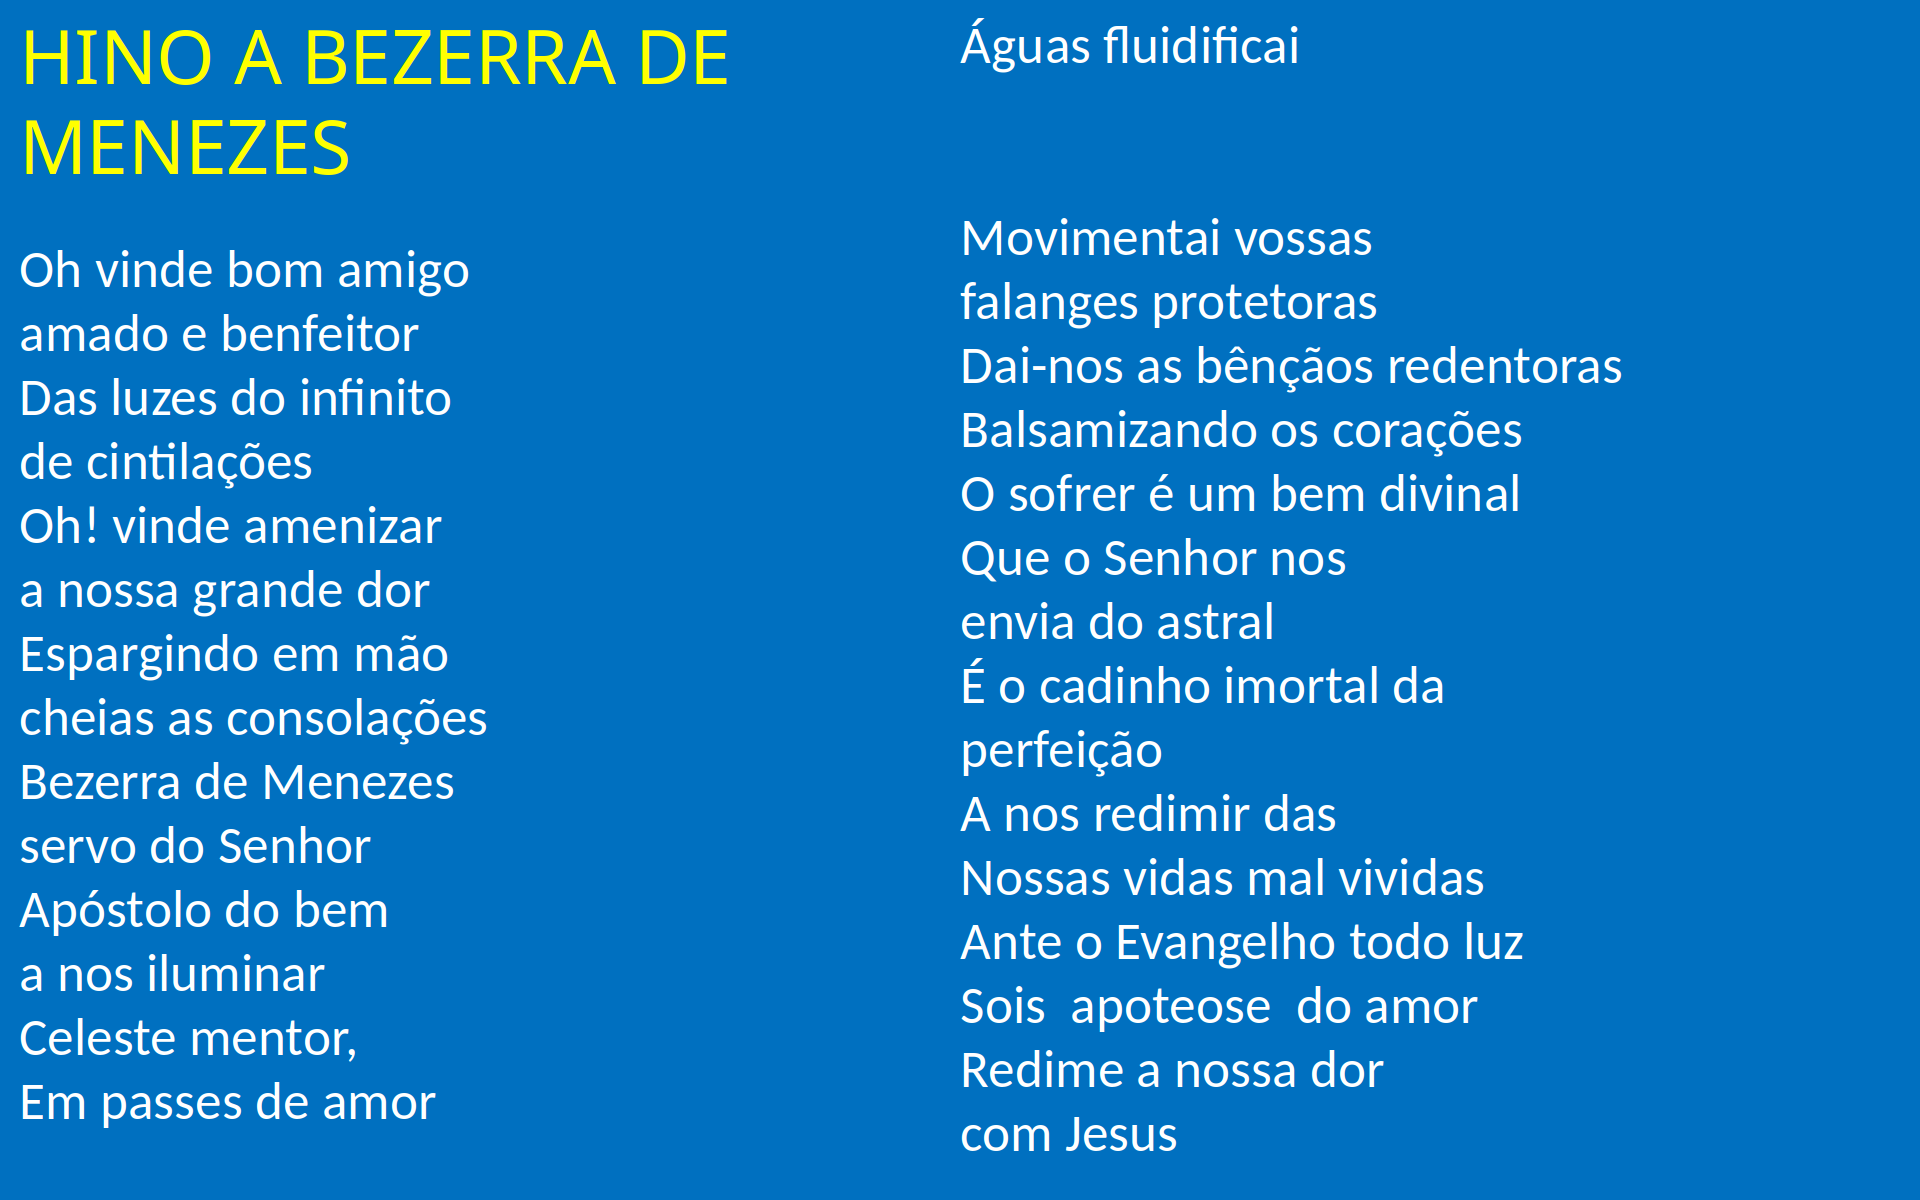 HINO A BEZERRA DE
MENEZES
Oh vinde bom amigo
amado e benfeitor
Das luzes do infinito
de cintilações
Oh! vinde amenizar
a nossa grande dor
Espargindo em mão
cheias as consolações
Bezerra de Menezes
servo do Senhor
Apóstolo do bem
a nos iluminar
Celeste mentor,
Em passes de amor
Águas fluidificai
Movimentai vossas
falanges protetoras
Dai-nos as bênçãos redentoras
Balsamizando os corações
O sofrer é um bem divinal
Que o Senhor nos
envia do astral
É o cadinho imortal da
perfeição
A nos redimir das
Nossas vidas mal vividas
Ante o Evangelho todo luz
Sois  apoteose  do amor
Redime a nossa dor
com Jesus